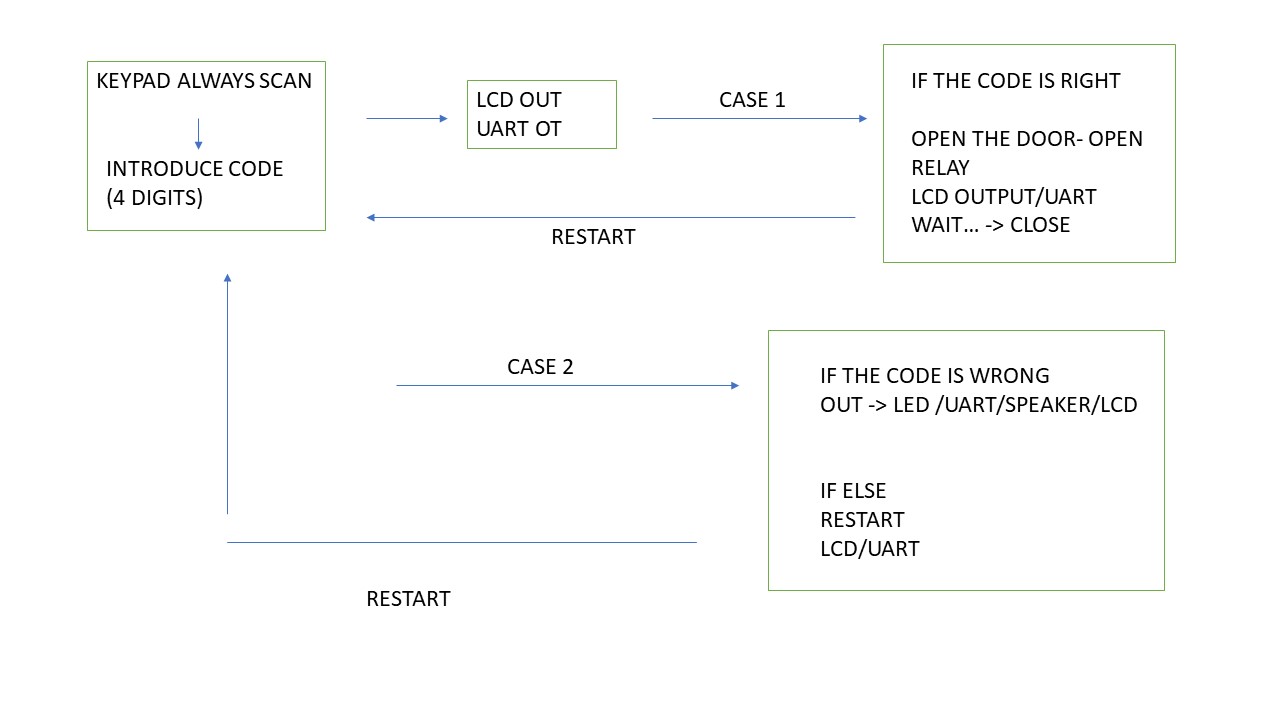 KEYPAD ALWAYS SCAN
INTRODUCE CODE
(4 DIGITS)
LCD OUT
UART OT
CASE 1
IF THE CODE IS RIGHT
OPEN THE DOOR- OPEN
RELAY
LCD OUTPUT/UART
WAIT... -> CLOSE
RESTART
CASE 2
IF THE CODE IS WRONG
OUT -> LED /UART/SPEAKER/LCD
IF ELSE
RESTART
LCD/UART
RESTART